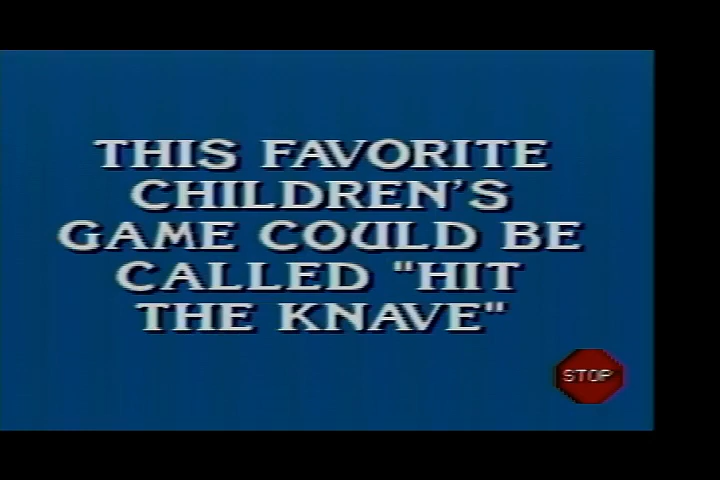 THIS FAVORITE
CHILDREN'S
GAME COULD BE
CALLED "HIT
THE KNAVE"
STOP